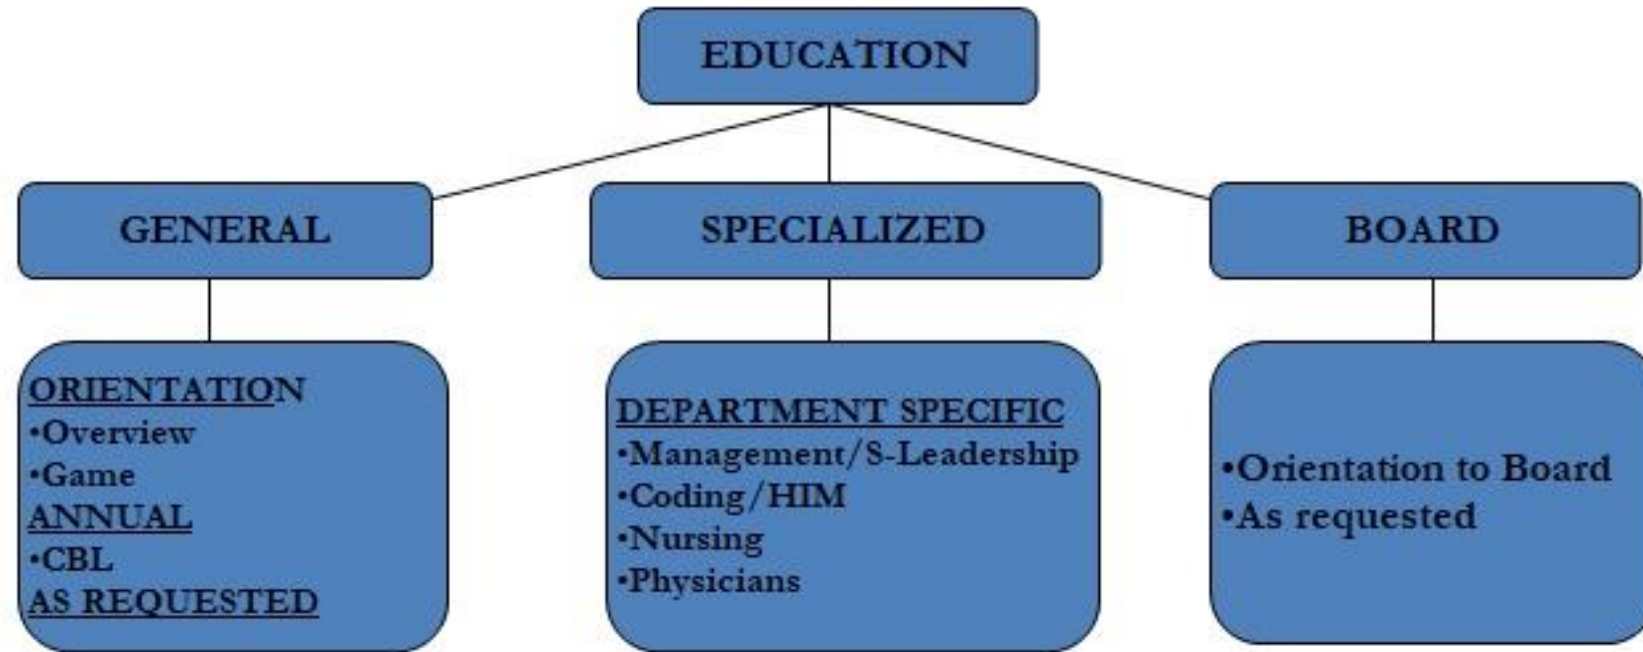 EDUCATION
GENERAL
SPECIALIZED
BOARD
ORIENTATION
•Overview
•Game
ANNUAL
•CBL
AS REQUESTED
DEPARTMENT SPECIFIC
•Management/S-Leadership
•Coding/HIM
•Nursing
•Physicians
•Orientation to Board
•As requested